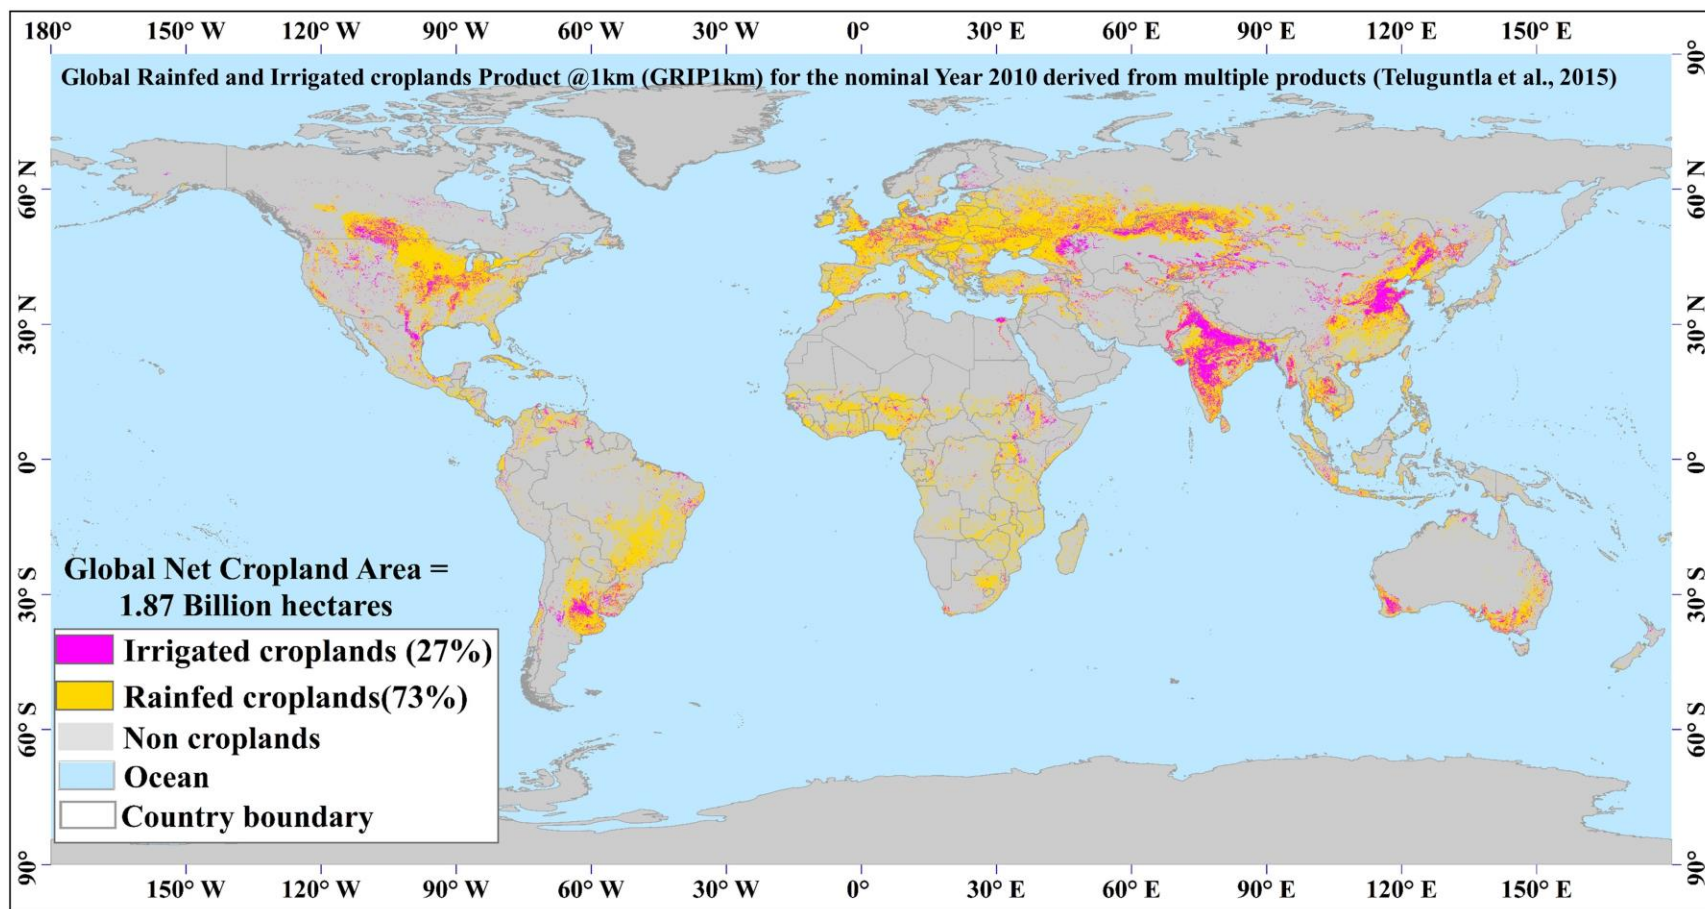 180° 150° W 120° W 90° W 60° W 30° W 0° 30° E 60° E 90° E 120° E 150° E
90° 90°
Global Rainfed and Irrigated croplands Product @1km (GRIP1km) for the nominal Year 2010 derived from multiple products (Teluguntla et al., 2015)
60° N 60° N
30° N 30° N
0° 0°
30° S 30° S
Global Net Cropland Area =
1.87 Billion hectares
Irrigated croplands (27%)
Rainfed croplands(73%)
60° S 60° S
Non croplands
Ocean
Country boundary
90° 90°
150° W 120° W 90° W 60° W 30° W 0° 30° E 60° E 90° E 120° E 150° E